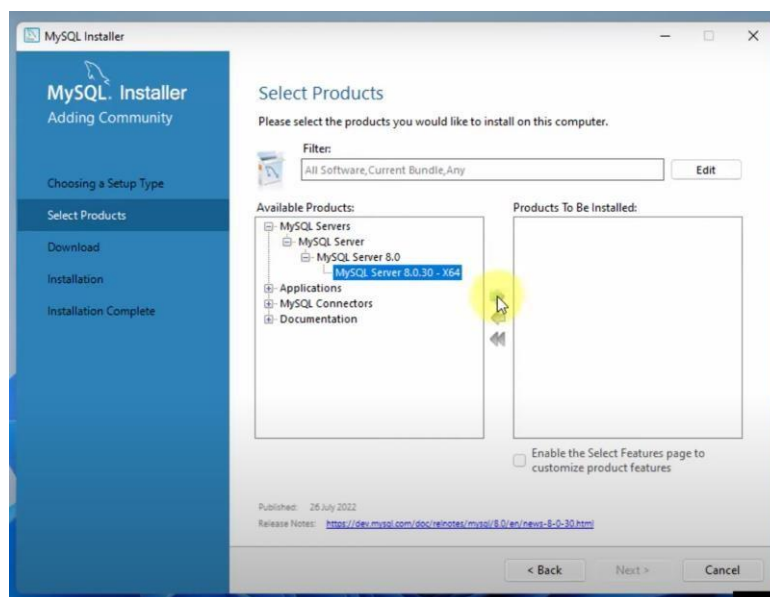 MySQL Installer
MySQL. Installer
Adding Community
Choosing a Setup Type
Select Products
Download
Installation
Installation Complete
Select Products
Please select the products you would like to install on this computer.
Filter:
All Software,Current Bundle,Any
Edit
Available Products:
Products To Be Installed:
MySQL Servers
MySQL Server
MySQL Server 8.0
MySQL Server 8.0.30 - X64
Applications
MySQL Connectors
Documentation
Enable the Select Features page to
customize product features
Published: 26 July 2022
Release Notes: https://dev.mysql.com/doc/relnotes/mysql/8.0/en/news-8-0-30.html
< Back
Next >
Cancel